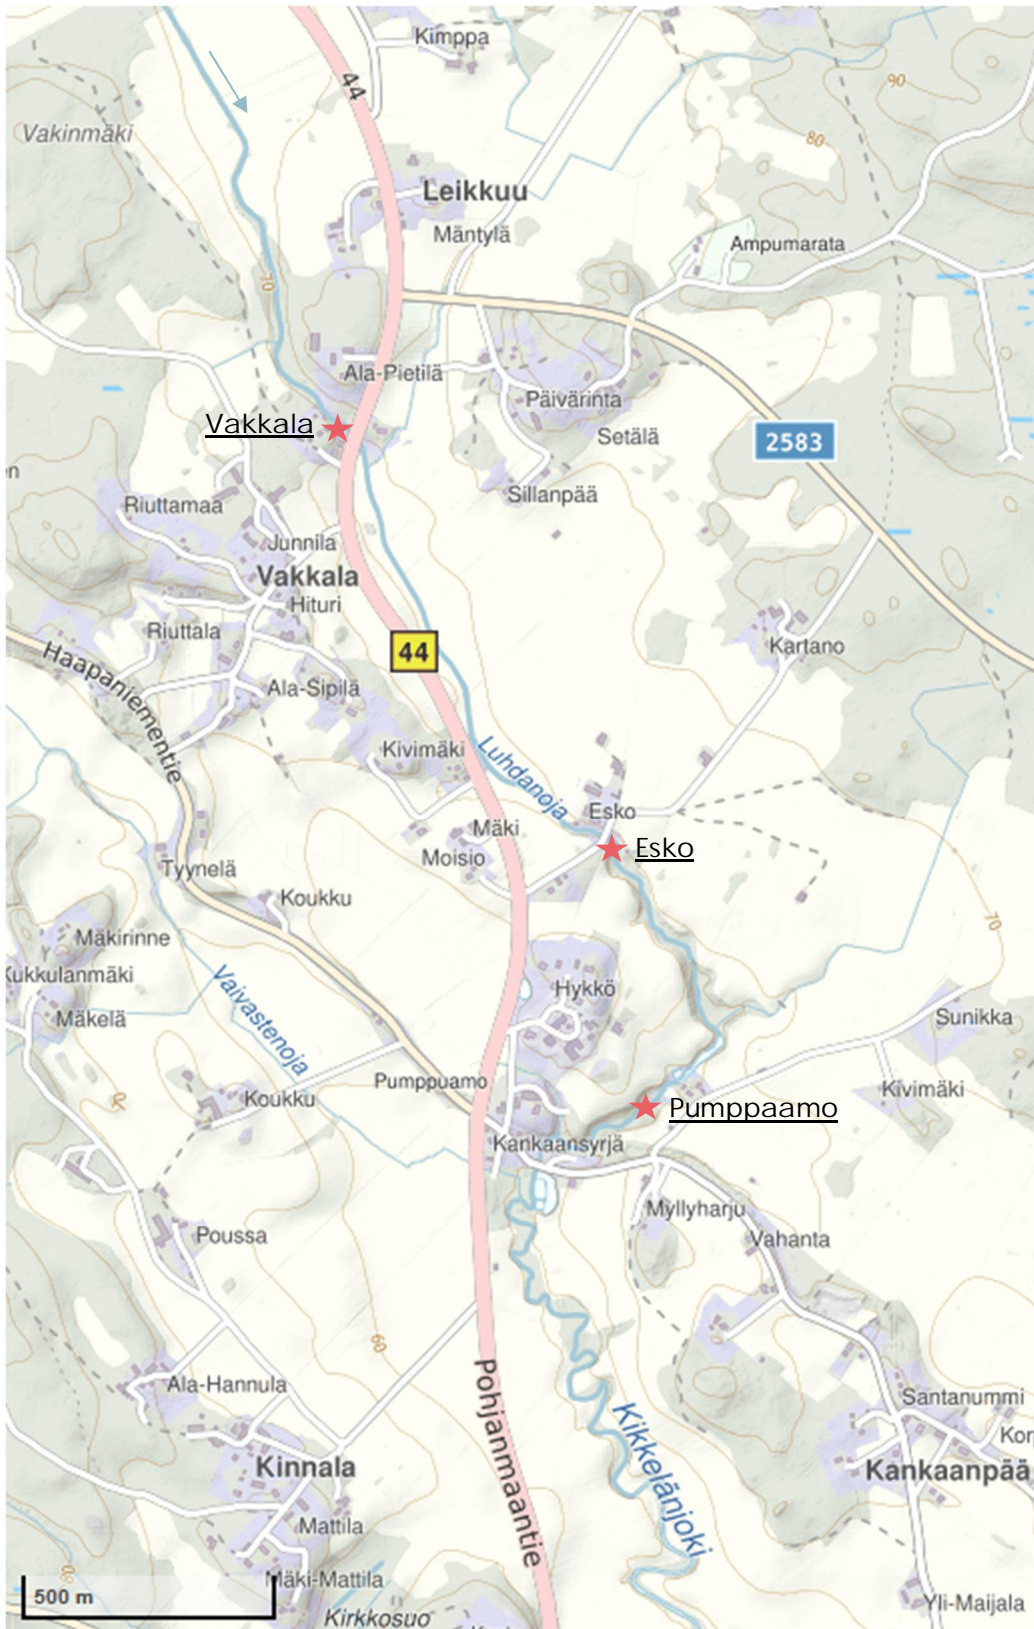 Kimppa
44
Vakinmäki
90
80
Leikkuu
Mäntylä
Ampumarata
70
Ala-Pietilä
Päivärinta
Vakkala
Setälä
2583
Sillanpää
Riuttamaa
Junnila
Vakkala
Hituri
Riuttala
Kartano
44
Haapaniementie
Ala-Sipilä
Kivimäki
Luhdanoja
Esko
Mäki
Esko
Moisio
Tyynelä
Koukku
70
Mäkirinne
Kukkulanmäki
Hykkö
Mäkelä
Vaivastenoja
Sunikka
Pumppuamo
Kivimäki
Koukku
Pumppaamo
Kankaansyrjä
Myllyharju
Poussa
Vahanta
60
Ala-Hannula
Pohjanmaantie
Santanummi
Kikkelänjoki
Kor
Kinnala
Kankaanpää
Mattila
Mäki-Mattila
500 m
Kirkkosuo
Yli-Maijala